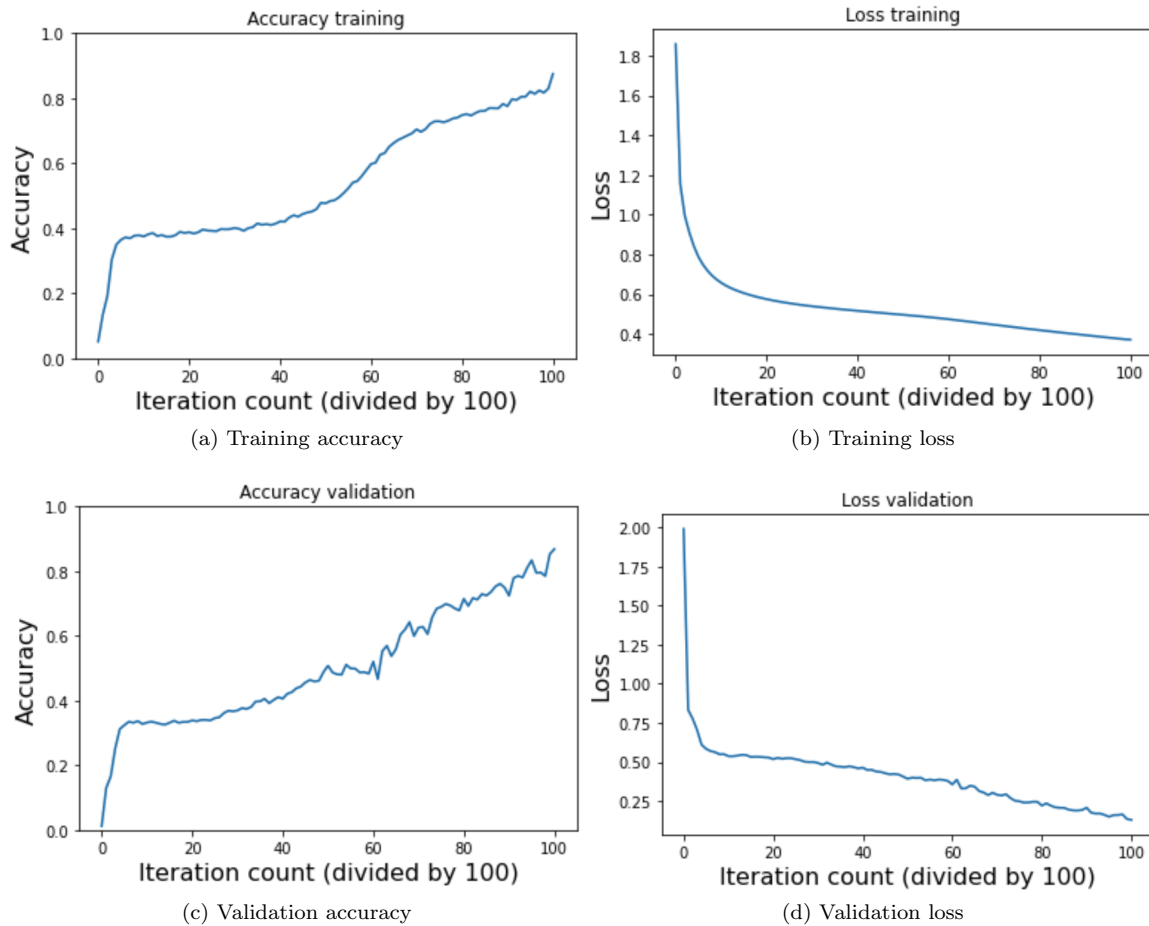 Accuracy training
1.0
0.8
0.6
0.4
0.2
0.0
Accuracy
0 20 40 60 80 100
Iteration count (divided by 100)
(a) Training accuracy
Loss training
1.8
1.6
1.4
1.2
1.0
0.8
0.6
0.4
Loss
0 20 40 60 80 100
Iteration count (divided by 100)
(b) Training loss
Accuracy validation
1.0
0.8
0.6
0.4
0.2
0.0
Accuracy
0 20 40 60 80 100
Iteration count (divided by 100)
(c) Validation accuracy
Loss validation
2.00
1.75
1.50
1.25
1.00
0.75
0.50
0.25
Loss
0 20 40 60 80 100
Iteration count (divided by 100)
(d) Validation loss